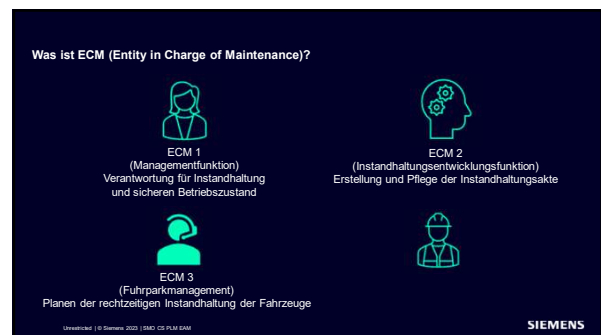 Was ist ECM (Entity in Charge of Maintenance)?
ECM 1
(Managementfunktion)
Verantwortung für Instandhaltung
und sicheren Betriebszustand
ECM 2
(Instandhaltungsentwicklungsfunktion)
Erstellung und Pflege der Instandhaltungsakte
ECM 3
(Fuhrparkmanagement)
Planen der rechtzeitigen Instandhaltung der Fahrzeuge
Unrestricted | © Siemens 2023 | SMO CS PLM EAM
SIEMENS